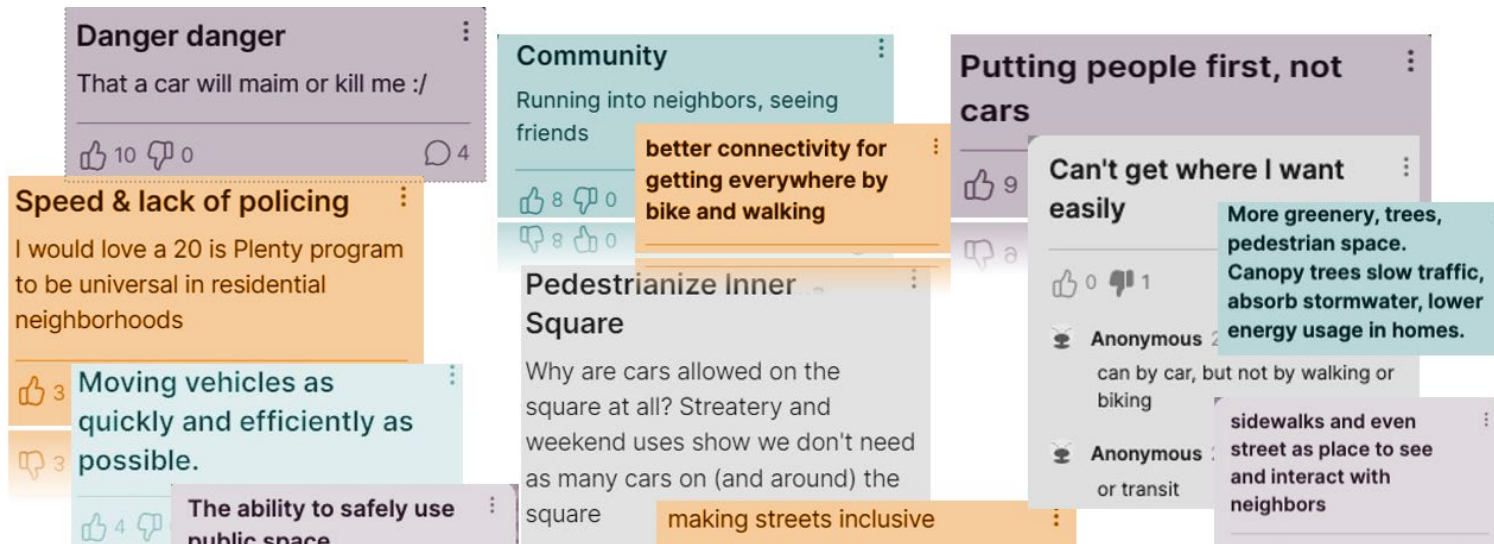 Danger danger
That a car will maim or kill me :/
10 0 4
Speed & lack of policing
I would love a 20 is Plenty program
to be universal in residential
neighborhoods
3
3
Moving vehicles as
quickly and efficiently as
possible.
4
The ability to safely use
public space
Community
Running into neighbors, seeing
friends
8 0
8 0
better connectivity for
getting everywhere by
bike and walking
Pedestrianize Inner
Square
Why are cars allowed on the
square at all? Streatery and
weekend uses show we don't need
as many cars on (and around) the
square
making streets inclusive
Putting people first, not
cars
9
Can't get where I want
easily
0 1
Anonymous
can by car, but not by walking or
biking
Anonymous
or transit
More greenery, trees,
pedestrian space.
Canopy trees slow traffic,
absorb stormwater, lower
energy usage in homes.
sidewalks and even
street as place to see
and interact with
neighbors